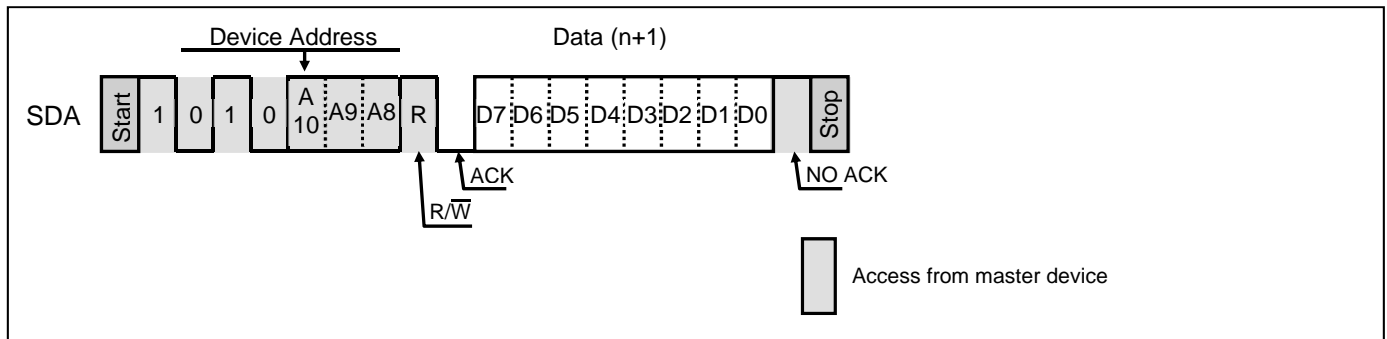 Device Address Data (n+1)
SDA Start 1 0 1 0 A 10 A9 A8 R D7 D6 D5 D4 D3 D2 D1 D0 Stop
ACK NO ACK
R/W̅
Access from master device